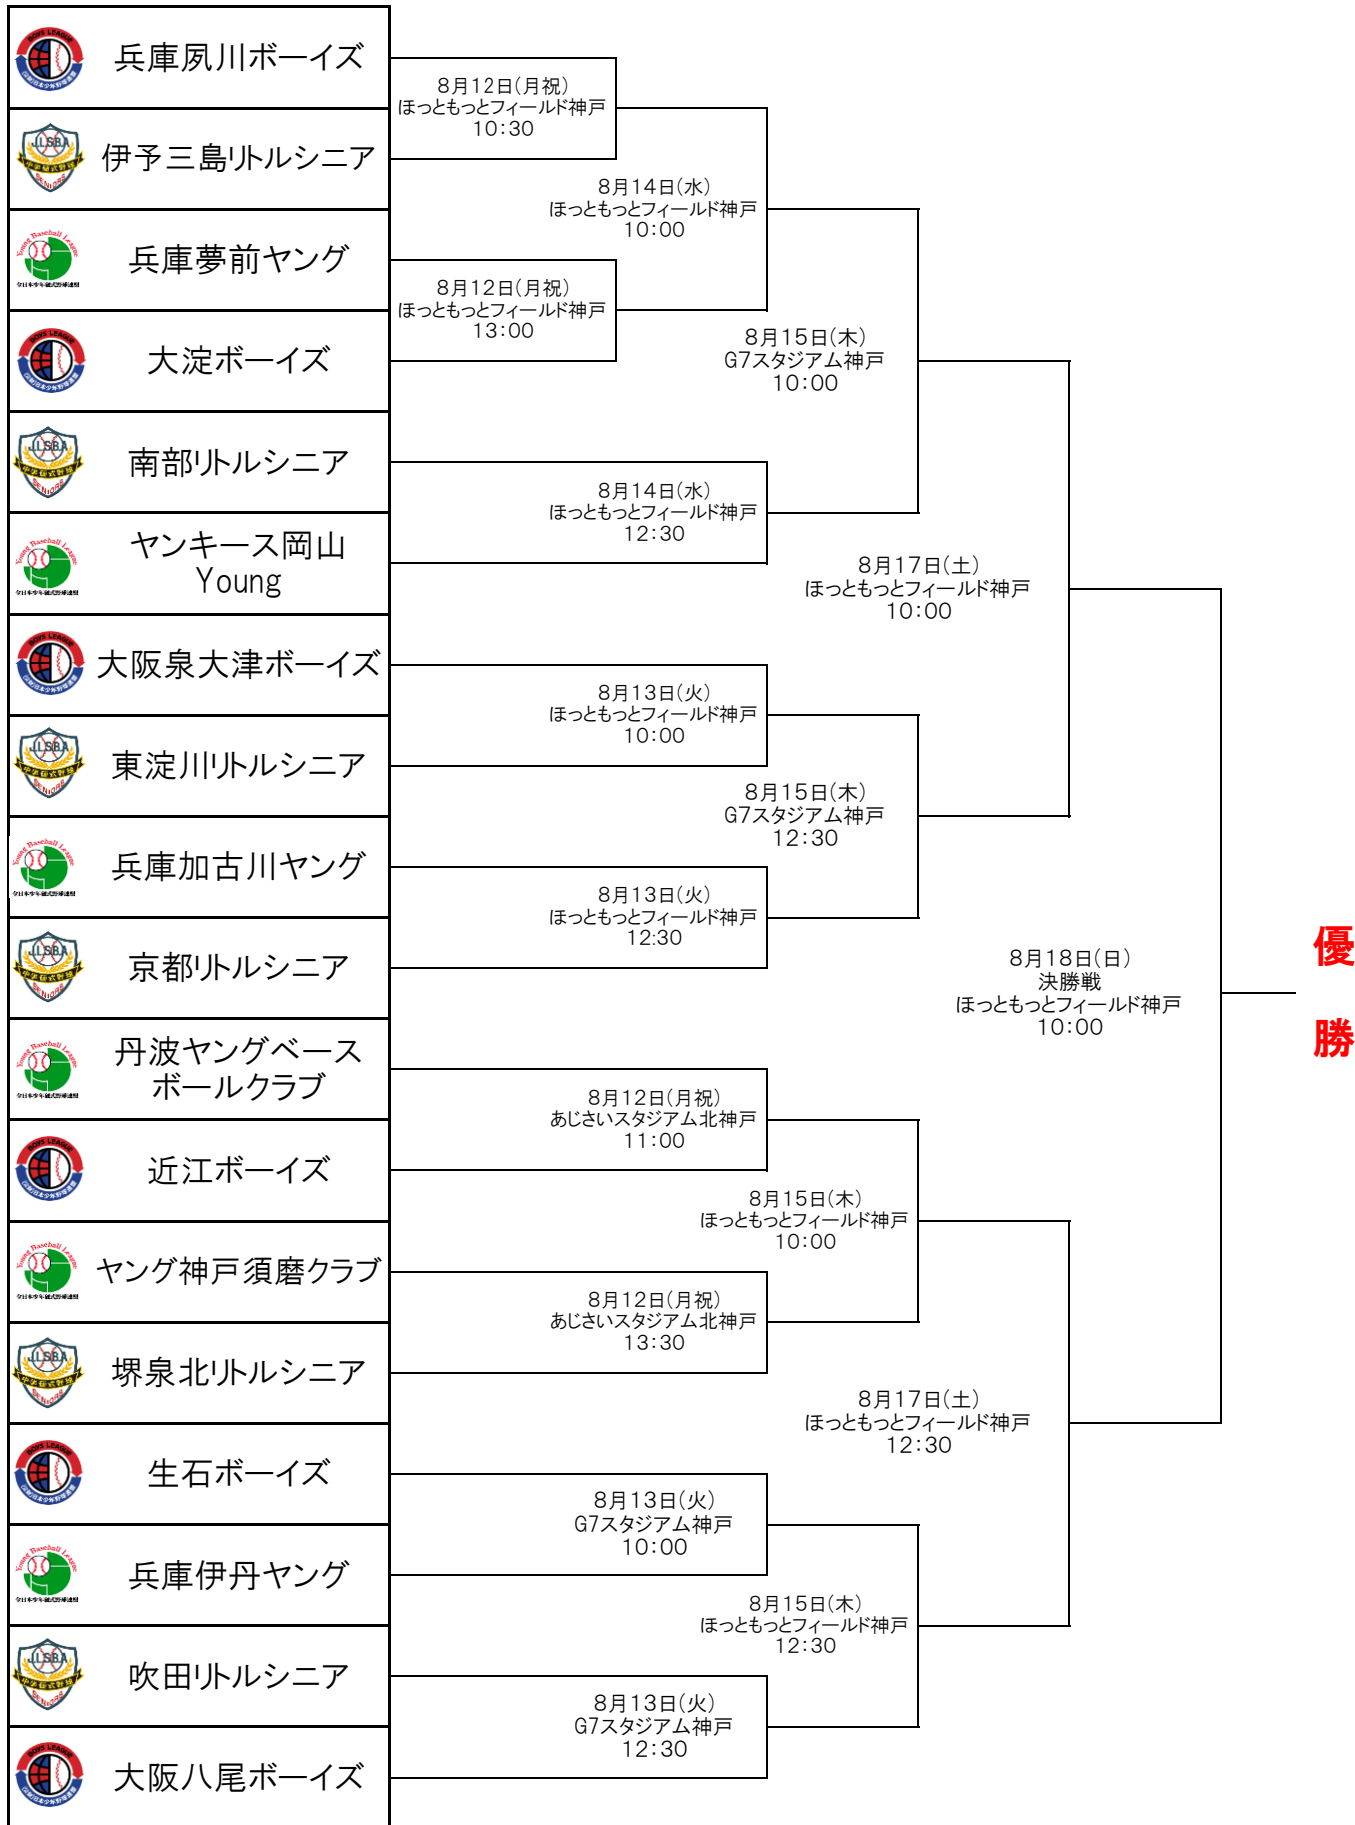 兵庫夙川ボーイズ
伊予三島リトルシニア
兵庫夢前ヤング
大淀ボーイズ
南部リトルシニア
ヤンキース岡山
Young
大阪泉大津ボーイズ
東淀川リトルシニア
兵庫加古川ヤング
京都リトルシニア
丹波ヤングベース
ボールクラブ
近江ボーイズ
ヤング神戸須磨クラブ
堺泉北リトルシニア
生石ボーイズ
兵庫伊丹ヤング
吹田リトルシニア
大阪八尾ボーイズ
8月12日(月祝)
ほっともっとフィールド神戸
10:30
8月12日(月祝)
ほっともっとフィールド神戸
13:00
8月14日(水)
ほっともっとフィールド神戸
10:00
8月14日(水)
ほっともっとフィールド神戸
12:30
8月13日(火)
ほっともっとフィールド神戸
10:00
8月13日(火)
ほっともっとフィールド神戸
12:30
8月12日(月祝)
あじさいスタジアム北神戸
11:00
8月12日(月祝)
あじさいスタジアム北神戸
13:30
8月13日(火)
G7スタジアム神戸
10:00
8月13日(火)
G7スタジアム神戸
12:30
8月15日(木)
G7スタジアム神戸
10:00
8月15日(木)
G7スタジアム神戸
12:30
8月15日(木)
ほっともっとフィールド神戸
10:00
8月15日(木)
ほっともっとフィールド神戸
12:30
8月17日(土)
ほっともっとフィールド神戸
10:00
8月17日(土)
ほっともっとフィールド神戸
12:30
8月18日(日)
決勝戦
ほっともっとフィールド神戸
10:00
優
勝